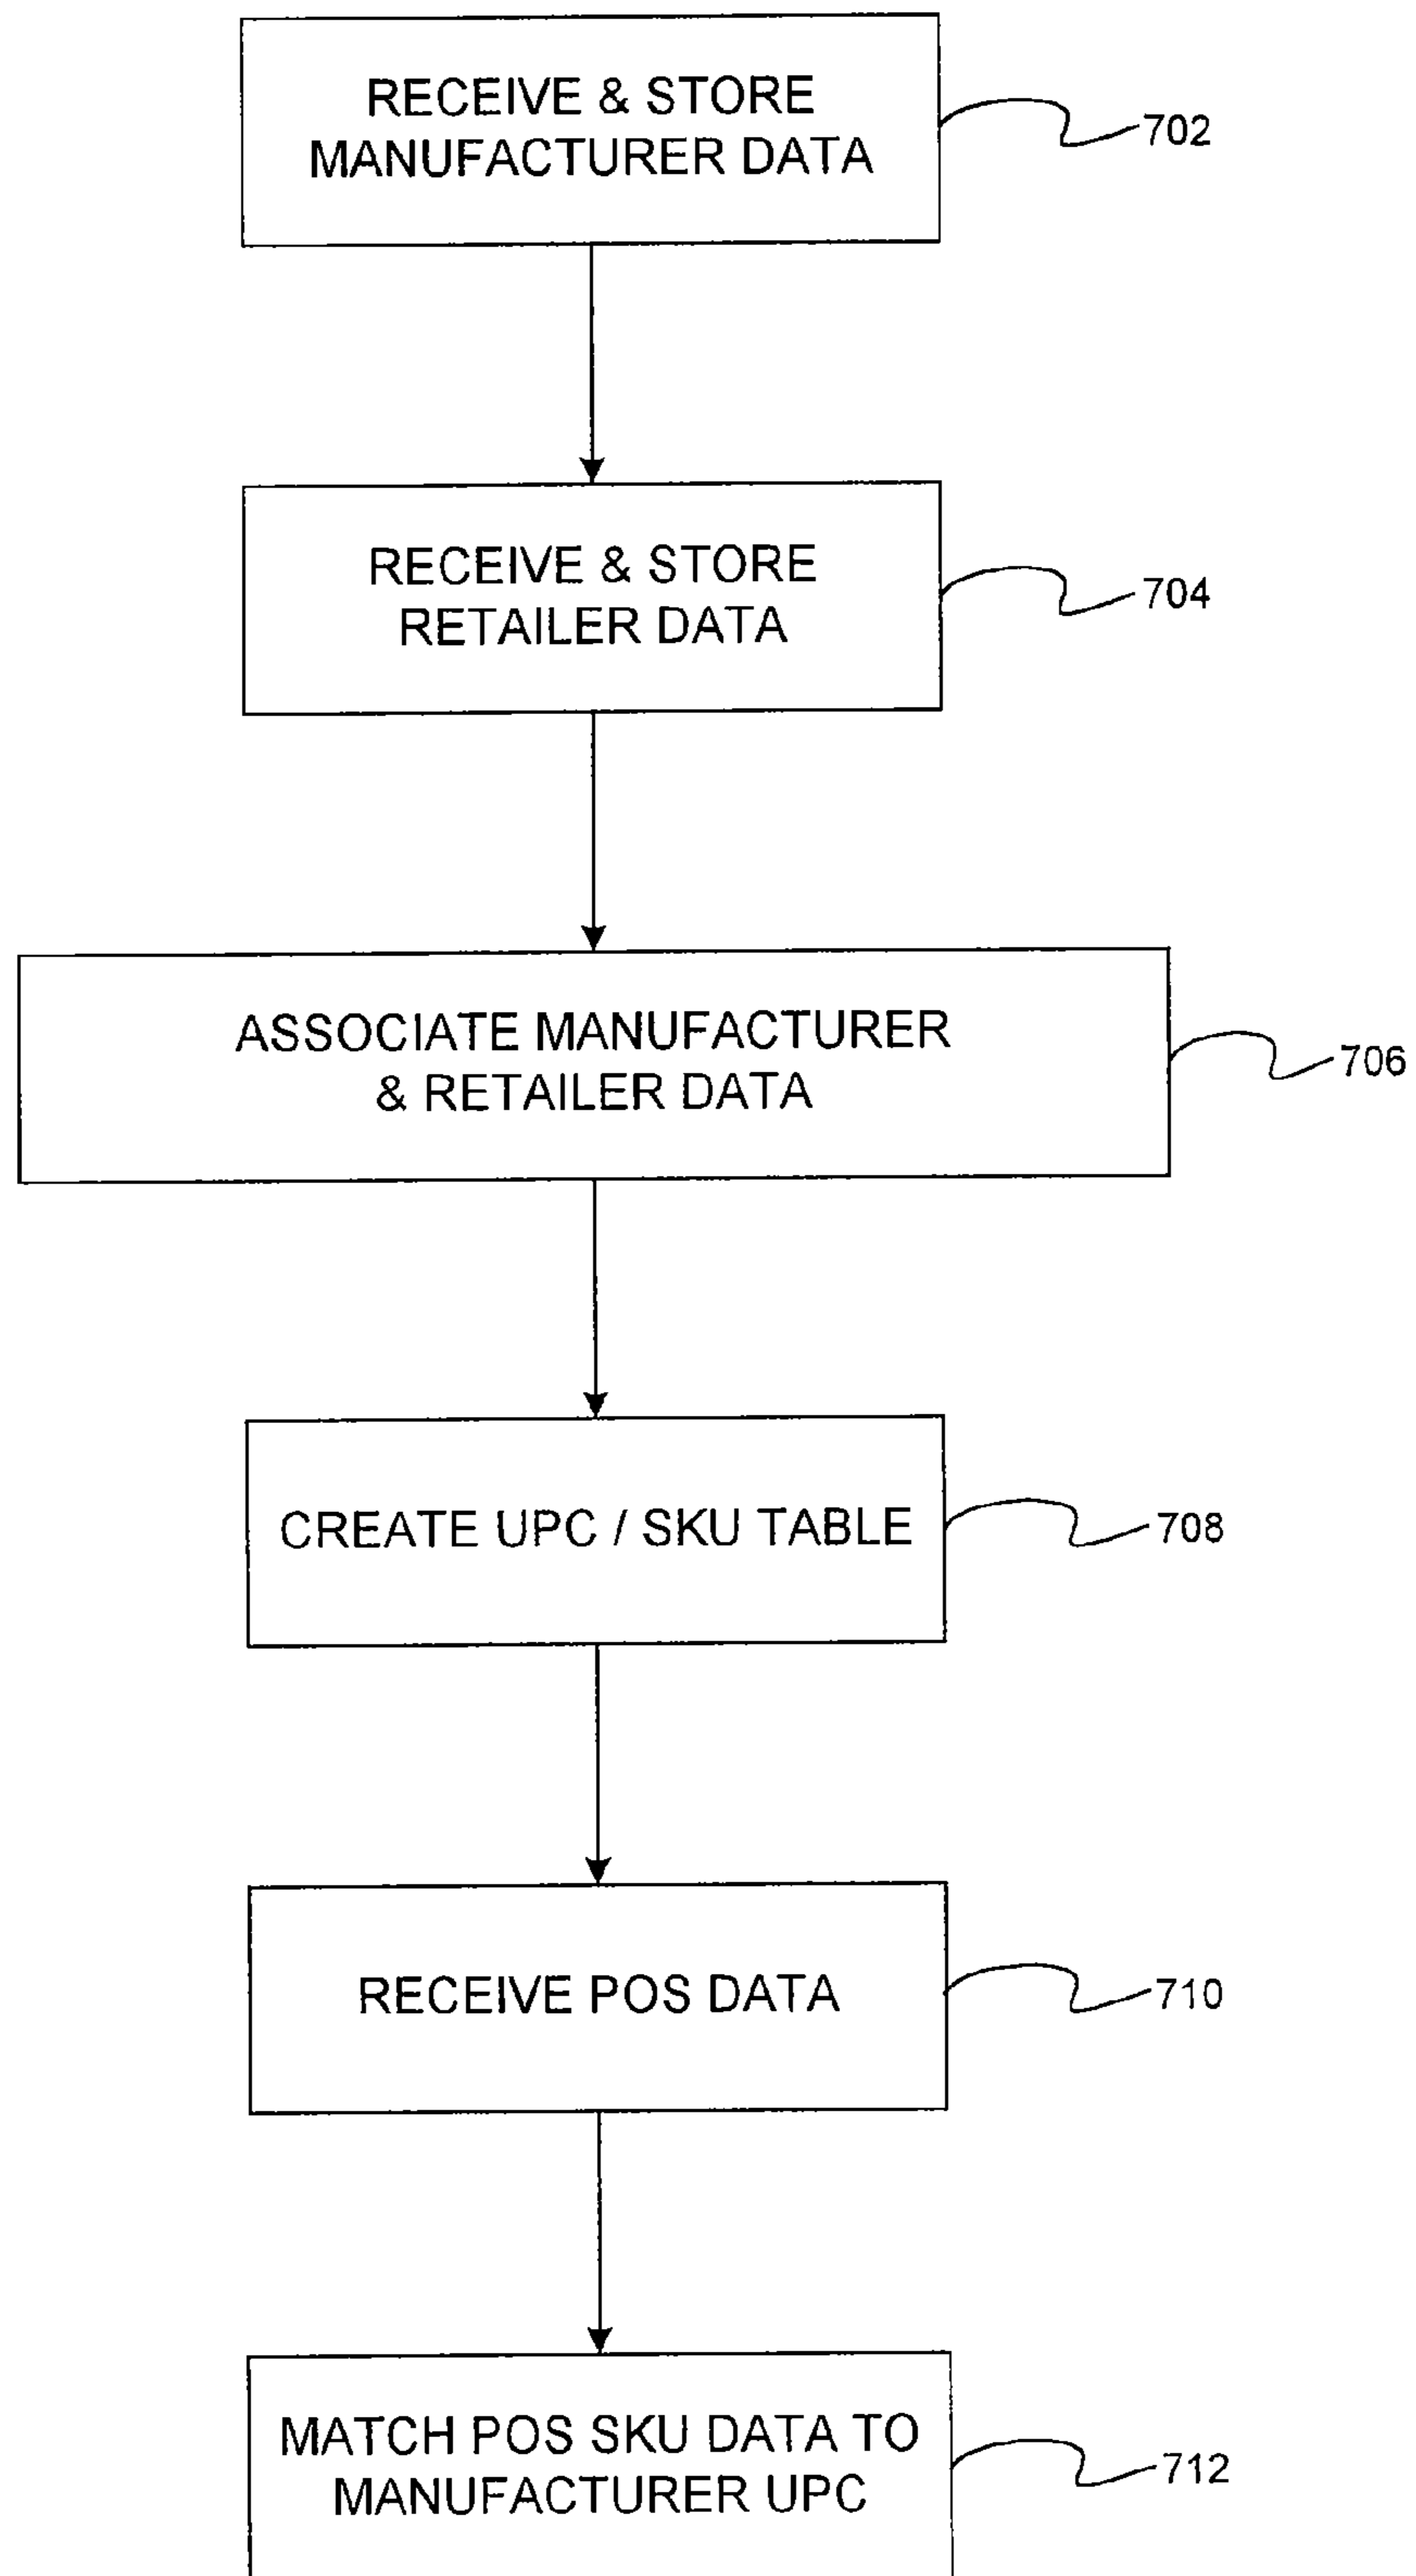 RECEIVE & STORE
MANUFACTURER DATA
702
RECEIVE & STORE
RETAILER DATA
704
ASSOCIATE MANUFACTURER
& RETAILER DATA
706
CREATE UPC / SKU TABLE
708
RECEIVE POS DATA
710
MATCH POS SKU DATA TO
MANUFACTURER UPC
712